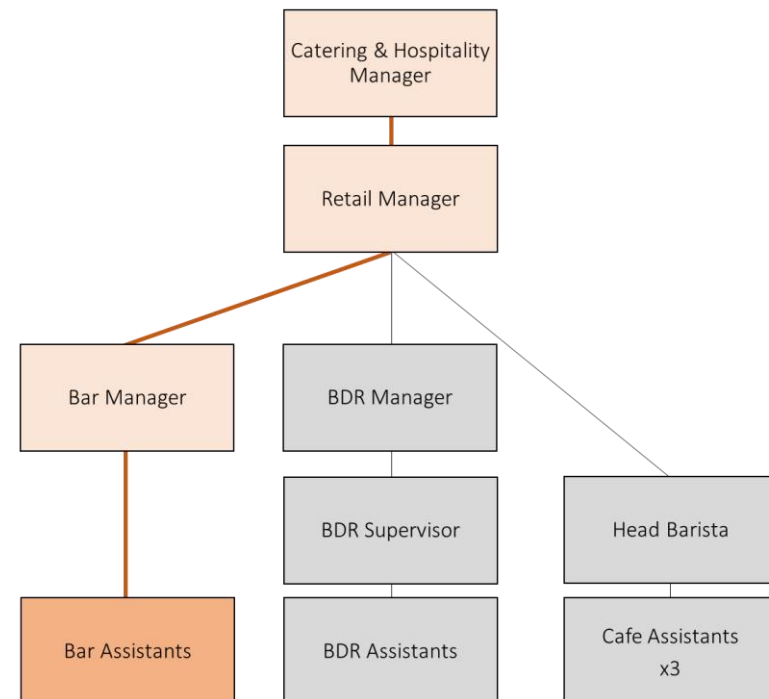 Catering & Hospitality
Manager
Retail Manager
Bar Manager
BDR Manager
BDR Supervisor
Head Barista
Bar Assistants
BDR Assistants
Cafe Assistants
x3